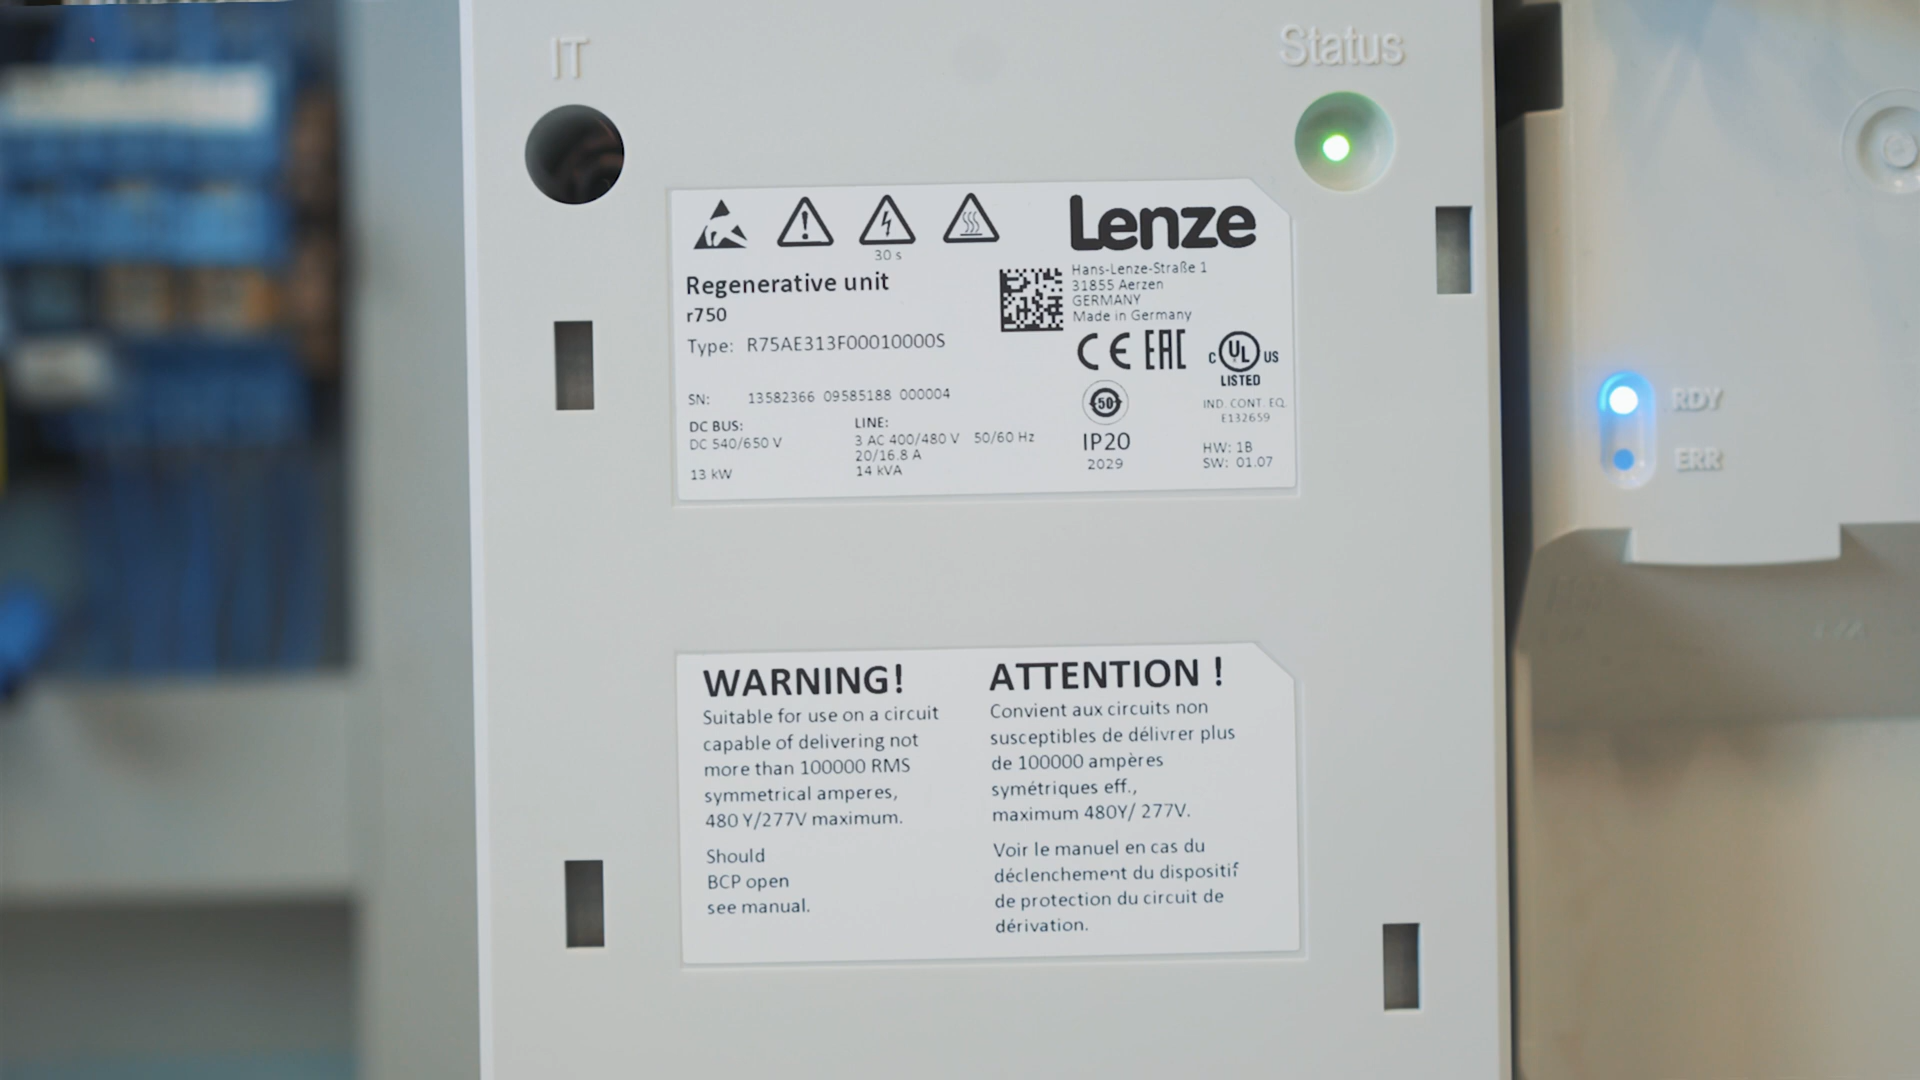 IT
Status
Lenze
30 s
Regenerative unit
r750
Type: R75AE313F00010000S
SN: 13582366 09585188 000004
DC BUS:
DC 540/650 V
13 kW
LINE:
3 AC 400/480 V 50/60 Hz
20/16.8 A
14 kVA
Hans-Lenze-Straße 1
31855 Aerzen
GERMANY
Made in Germany
CE EAC C UL US
LISTED
50
IND. CONT. EQ.
E132659
IP20
2029
HW: 1B
SW: 01.07
RDY
ERR
WARNING!
Suitable for use on a circuit
capable of delivering not
more than 100000 RMS
symmetrical amperes,
480 Y/277V maximum.
Should
BCP open
see manual.
ATTENTION !
Convient aux circuits non
susceptibles de délivrer plus
de 100000 ampères
symétriques eff.,
maximum 480Y/ 277V.
Voir le manuel en cas du
déclenchement du dispositif
de protection du circuit de
dérivation.